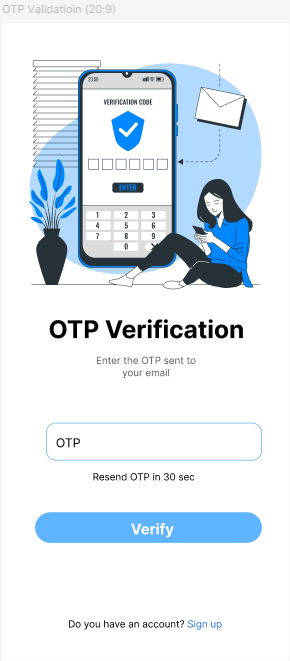 OTP Validatioin (20:9)
23:55
VERIFICATION CODE
ENTER
1 2 3
4 5 6
7 8 9
0
OTP Verification
Enter the OTP sent to
your email
OTP
Resend OTP in 30 sec
Verify
Do you have an account? Sign up